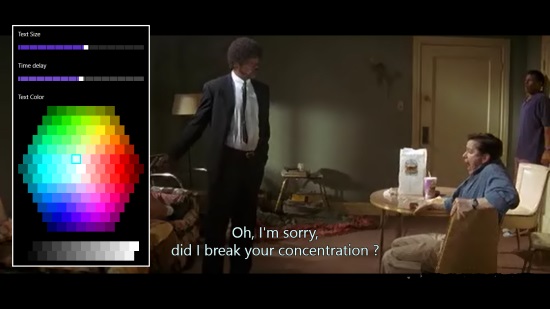 Text Size
Time delay
Text Color
Oh, I'm sorry,
did I break your concentration ?